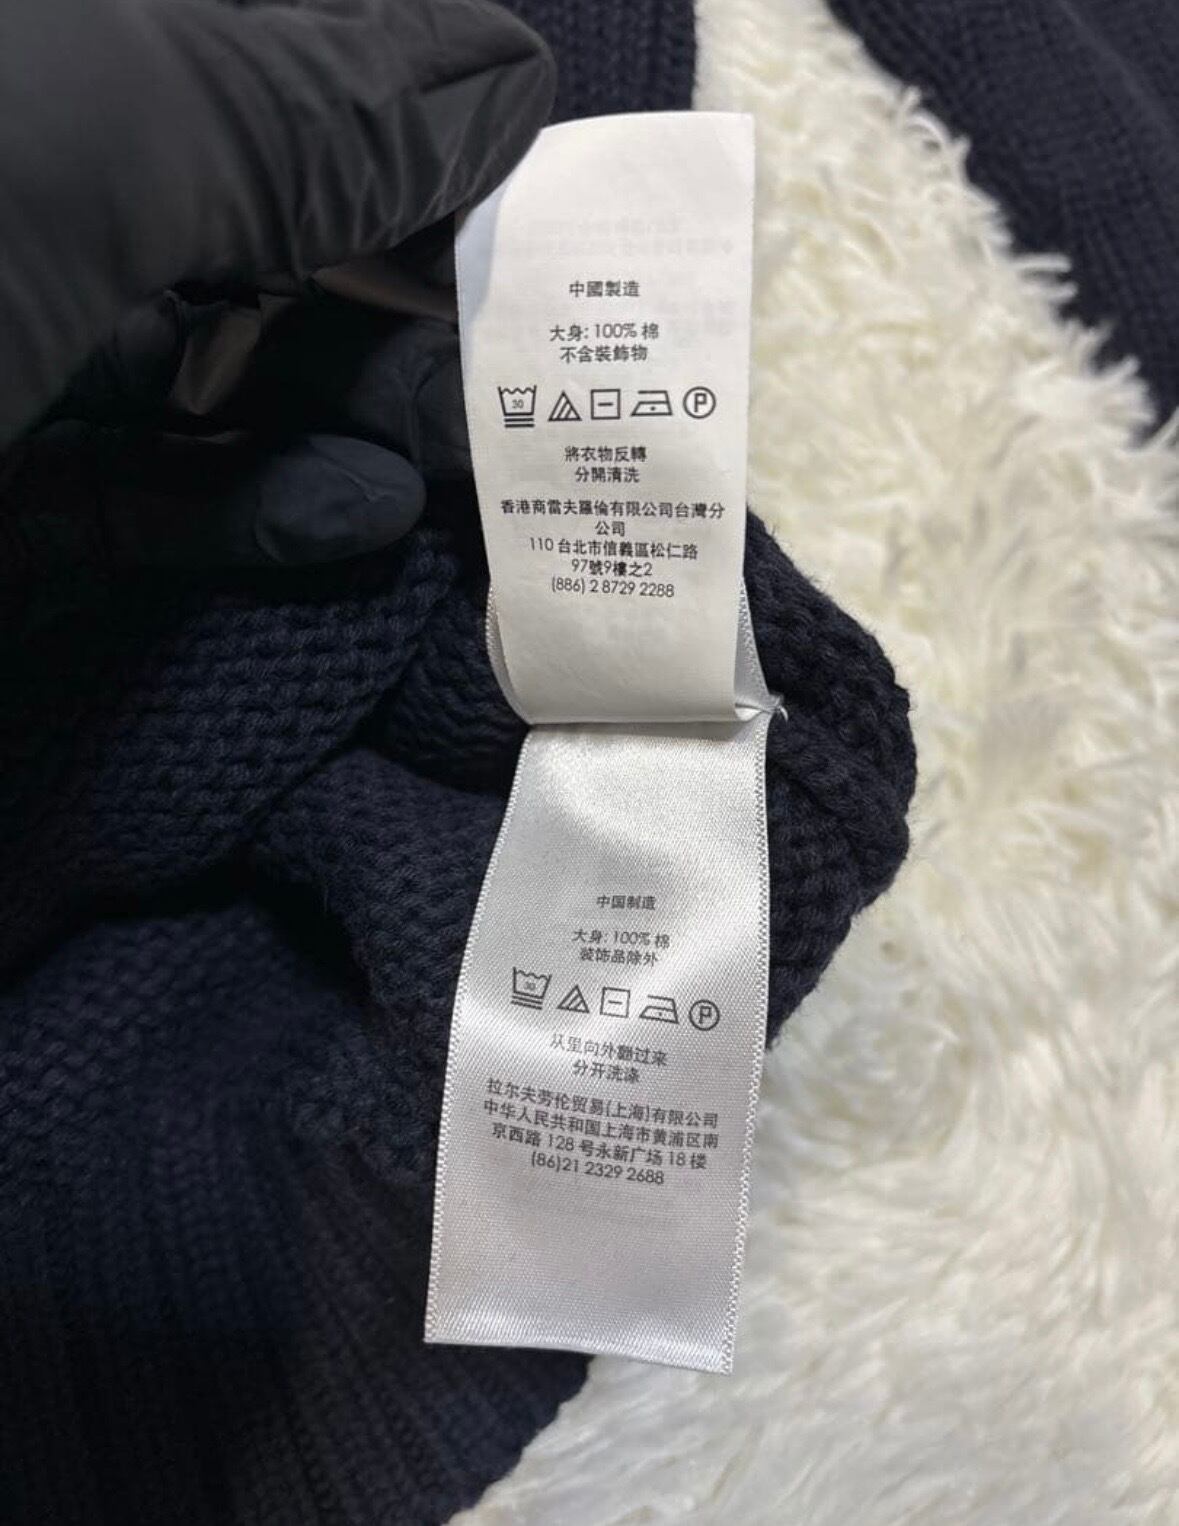 中國製造
大身: 100% 棉
不含裝飾物
30
P
將衣物反轉
分開清洗
香港商雷夫羅倫有限公司台灣分
公司
110 台北市信義區松仁路
97號9樓之2
(886) 2 8729 2288
中国制造
大身: 100% 棉
装饰品除外
30
P
从里向外翻过来
分开洗涤
拉尔夫劳伦贸易(上海)有限公司
中华人民共和国上海市黄浦区南
京西路 128 号永新广场 18 楼
(86)21 2329 2688